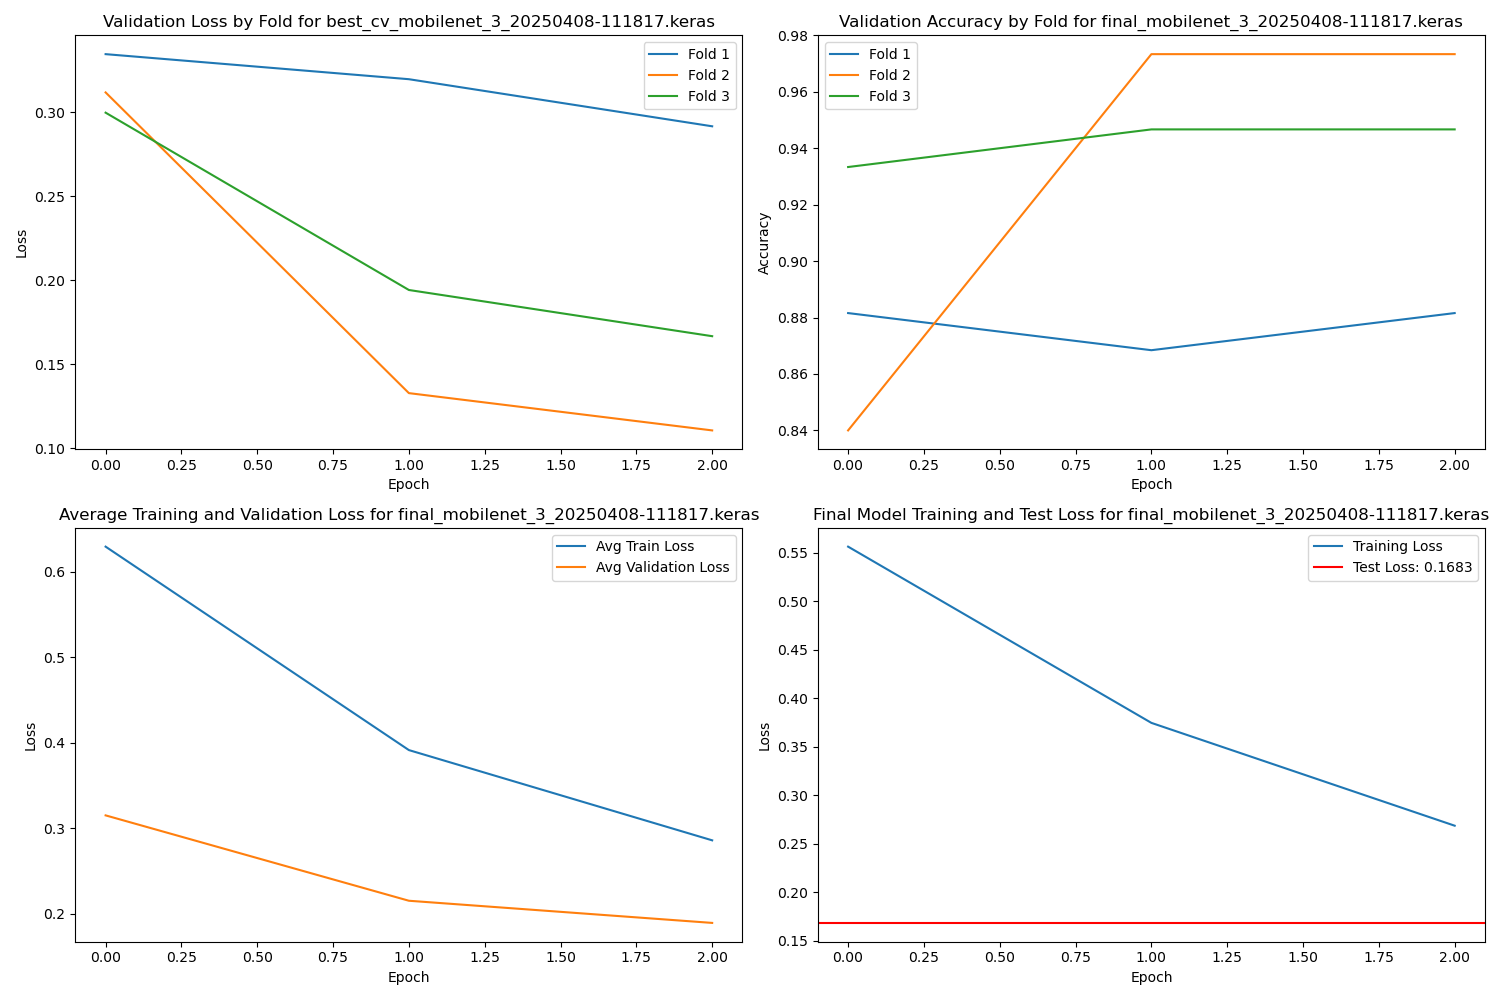 Validation Loss by Fold for best_cv_mobilenet_3_20250408-111817.keras
Fold 1
Fold 2
Fold 3
0.30
0.25
0.20
0.15
0.10
Loss
0.00 0.25 0.50 0.75 1.00 1.25 1.50 1.75 2.00
Epoch
Validation Accuracy by Fold for final_mobilenet_3_20250408-111817.keras
Fold 1
Fold 2
Fold 3
0.98
0.96
0.94
0.92
0.90
0.88
0.86
0.84
Accuracy
0.00 0.25 0.50 0.75 1.00 1.25 1.50 1.75 2.00
Epoch
Average Training and Validation Loss for final_mobilenet_3_20250408-111817.keras
Avg Train Loss
Avg Validation Loss
0.6
0.5
0.4
0.3
0.2
Loss
0.00 0.25 0.50 0.75 1.00 1.25 1.50 1.75 2.00
Epoch
Final Model Training and Test Loss for final_mobilenet_3_20250408-111817.keras
Training Loss
Test Loss: 0.1683
0.55
0.50
0.45
0.40
0.35
0.30
0.25
0.20
0.15
Loss
0.00 0.25 0.50 0.75 1.00 1.25 1.50 1.75 2.00
Epoch